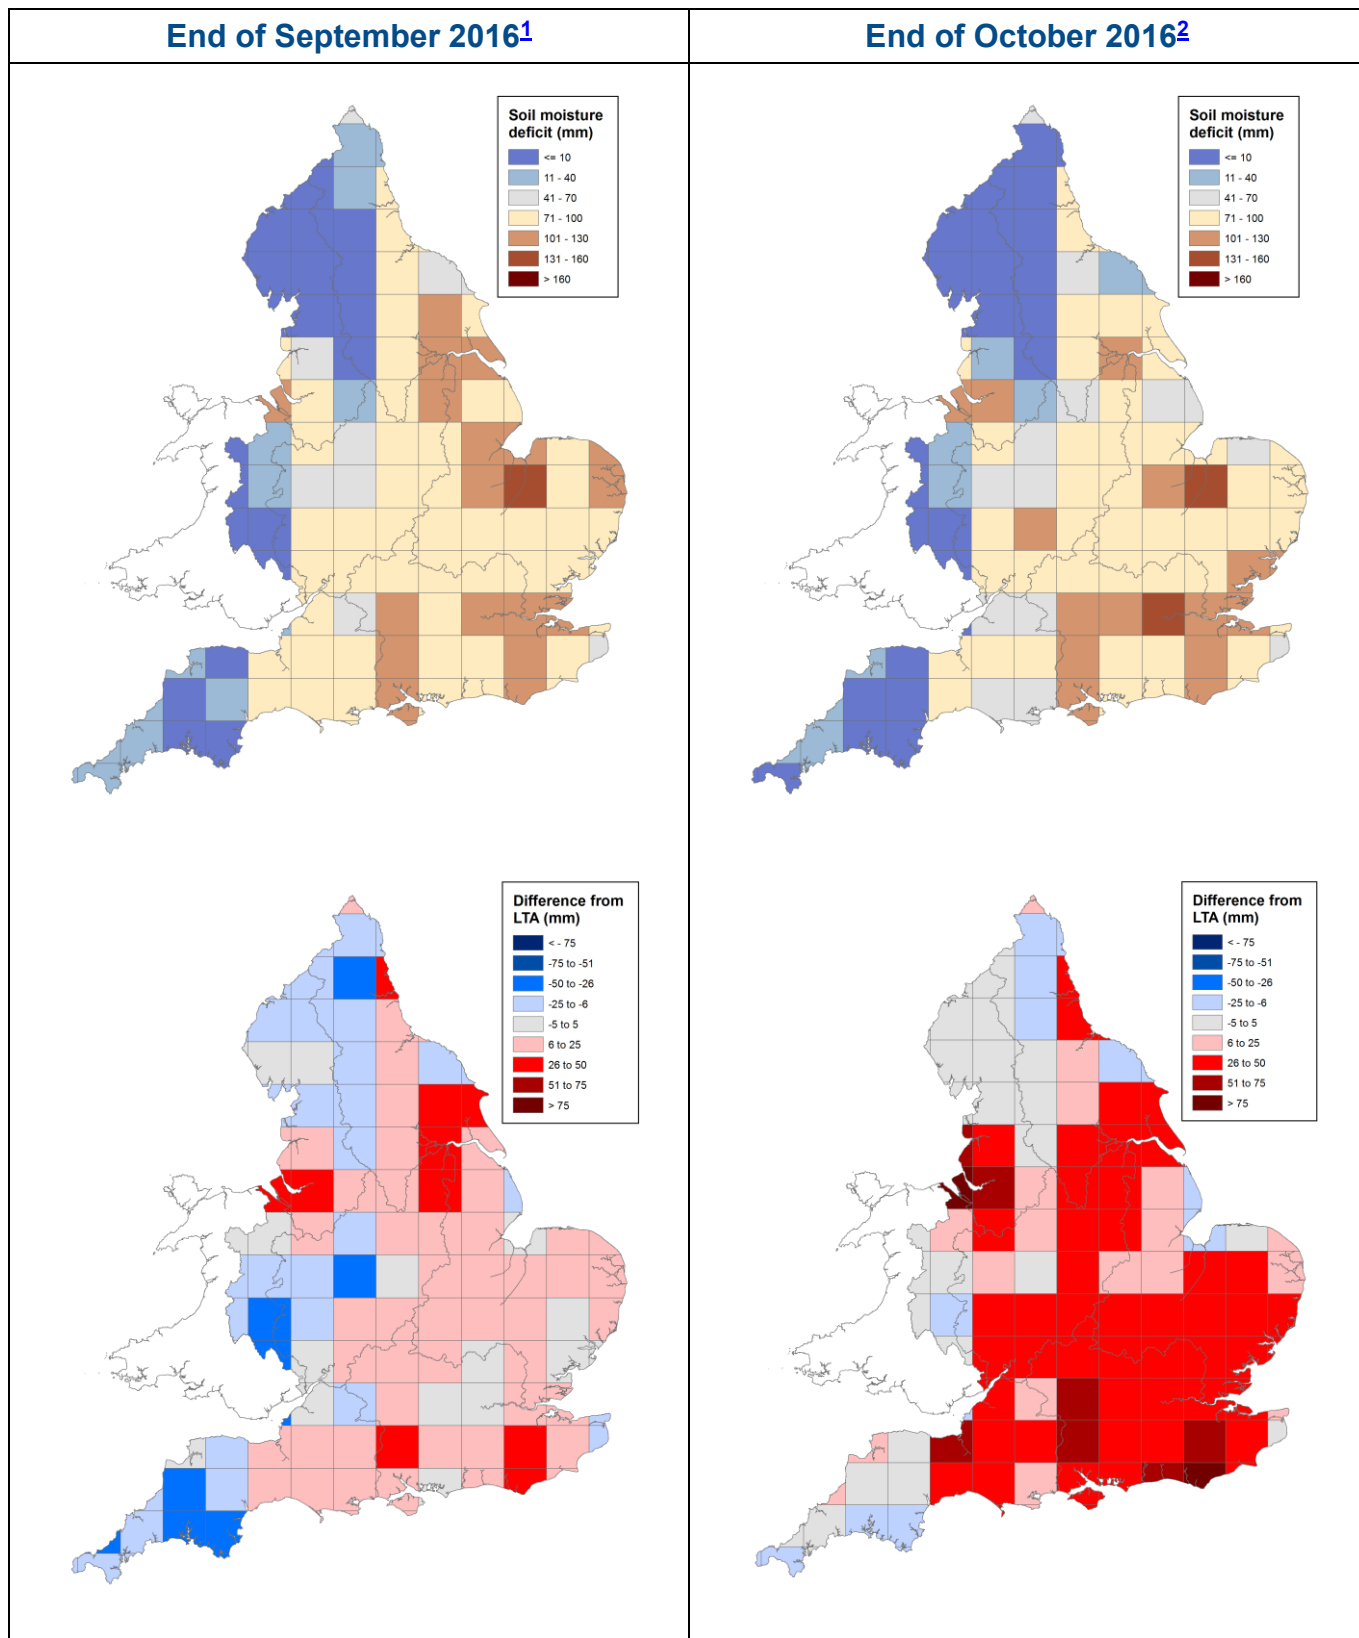 End of September 2016¹
End of October 2016²
Soil moisture
deficit (mm)
<= 10
11 - 40
41 - 70
71 - 100
101 - 130
131 - 160
> 160
Soil moisture
deficit (mm)
<= 10
11 - 40
41 - 70
71 - 100
101 - 130
131 - 160
> 160
Difference from
LTA (mm)
< - 75
-75 to -51
-50 to -26
-25 to -6
-5 to 5
6 to 25
26 to 50
51 to 75
> 75
Difference from
LTA (mm)
< - 75
-75 to -51
-50 to -26
-25 to -6
-5 to 5
6 to 25
26 to 50
51 to 75
> 75